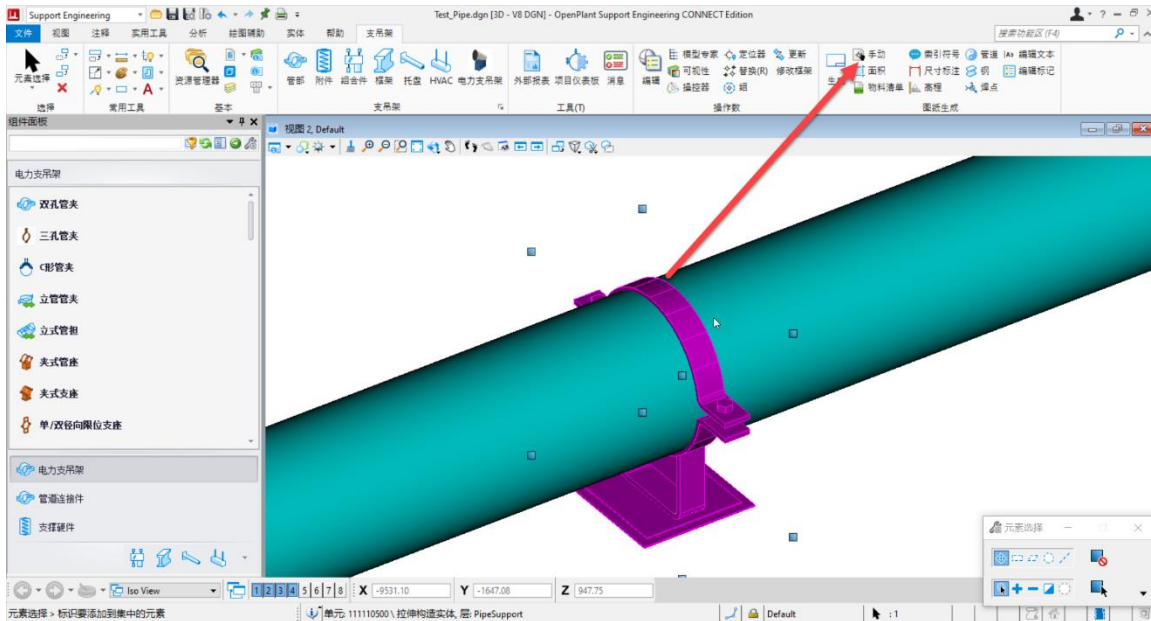 Support Engineering
Test_Pipe.dgn [3D - V8 DGN] - OpenPlant Support Engineering CONNECT Edition
文件 视图 注释 实用工具 分析 绘图辅助 实体 帮助 支吊架
搜索功能区 (F4)
元素选择
资源管理器
管部 附件 组合件 框架 托盘 HVAC 电力支吊架
外部报表 项目仪表板 消息
编辑
模型专家 定位器 更新
可视性 替换(R) 修改框架
操控器 组
手动 索引符号 管道 编辑文本
面积 尺寸标注 钢 编辑标记
物料清单 高程 焊点
选择 常用工具 基本 支吊架 工具(T) 操作数 图纸生成
组件面板
视图 2, Default
电力支吊架
双孔管夹
三孔管夹
C形管夹
立管管夹
立式管担
夹式管座
夹式支座
单/双径向限位支座
电力支吊架
管道连接件
支撑硬件
元素选择
Iso View
1 2 3 4 5 6 7 8
X -9531.10
Y -1647.08
Z 947.75
元素选择 > 标识要添加到集中的元素
单元: 111110500 \ 拉伸构造实体, 层: PipeSupport
Default
: 1